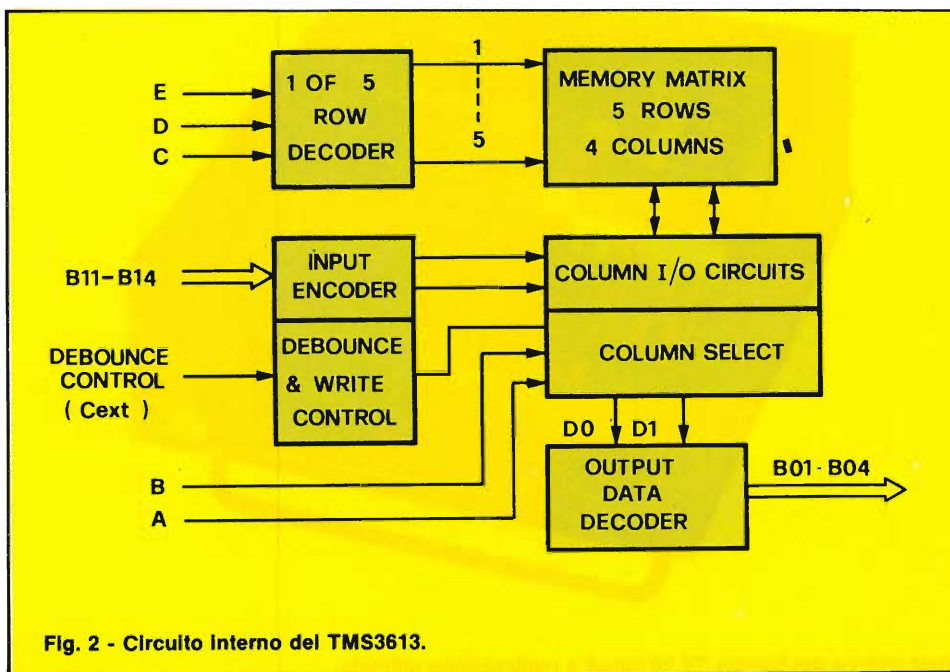 1
E
D
C
1 OF 5
ROW
DECODER
5
MEMORY MATRIX
5 ROWS
4 COLUMNS
B11-B14
INPUT
ENCODER
COLUMN I/O CIRCUITS
DEBOUNCE
CONTROL
( Cext )
DEBOUNCE
& WRITE
CONTROL
COLUMN SELECT
D0 D1
B
A
OUTPUT
DATA
DECODER
B01-B04
Fig. 2 - Circuito interno del TMS3613.